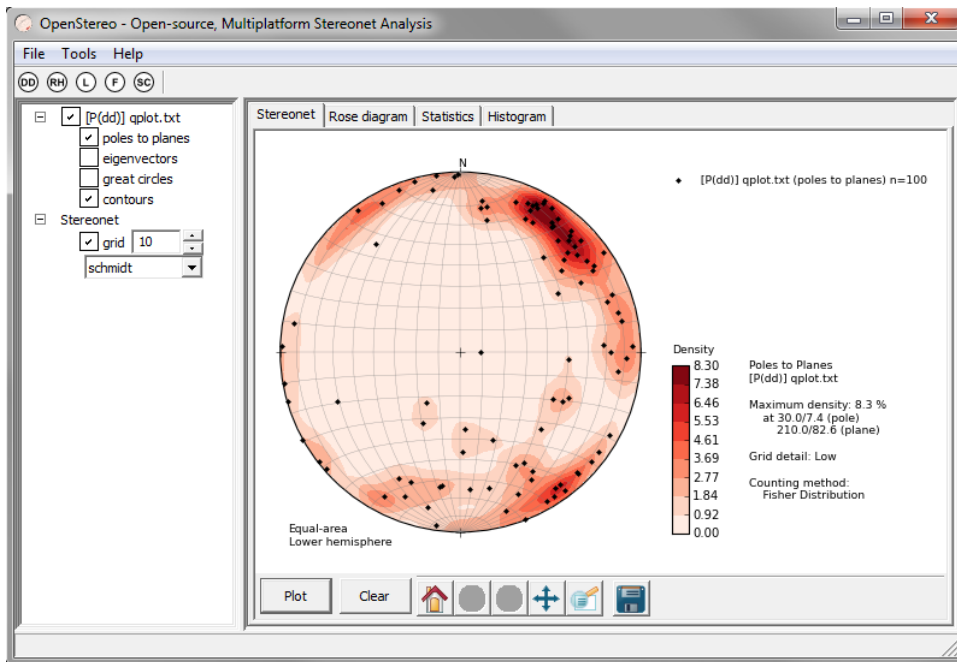 OpenStereo - Open-source, Multiplatform Stereonet Analysis
File Tools Help
DD RH L F SC
[P(dd)] qplot.txt
poles to planes
eigenvectors
great circles
contours
Stereonet
grid 10
schmidt
Stereonet Rose diagram Statistics Histogram
N
[P(dd)] qplot.txt (poles to planes) n=100
Equal-area
Lower hemisphere
Density
8.30
7.38
6.46
5.53
4.61
3.69
2.77
1.84
0.92
0.00
Poles to Planes
[P(dd)] qplot.txt
Maximum density: 8.3 %
at 30.0/7.4 (pole)
210.0/82.6 (plane)
Grid detail: Low
Counting method:
Fisher Distribution
Plot Clear